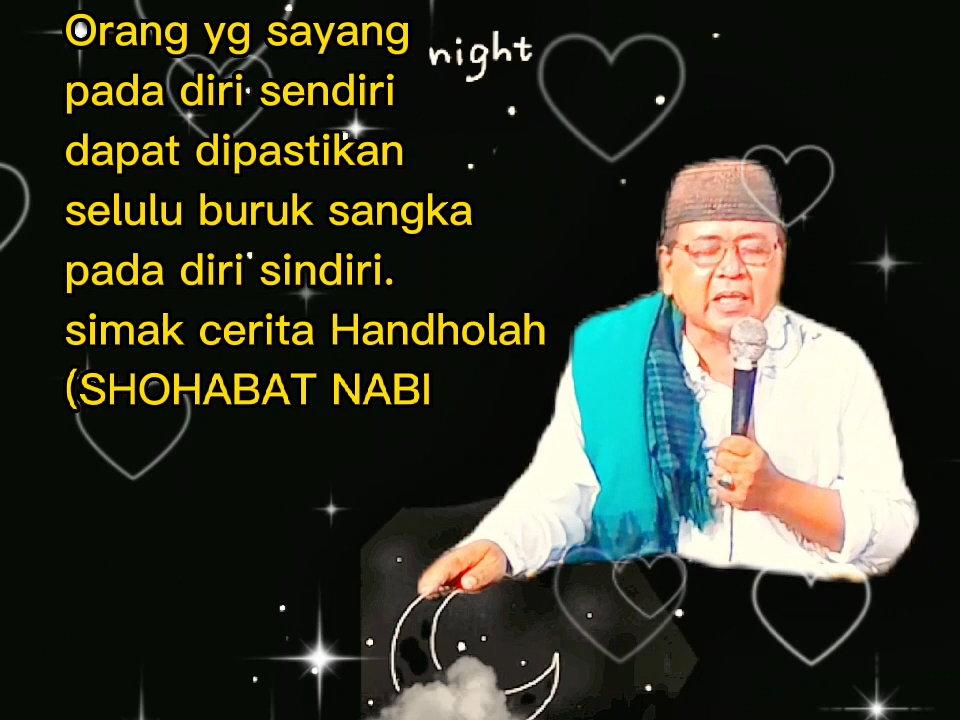 Orang yg sayang
night
pada diri sendiri
dapat dipastikan
selulu buruk sangka
pada diri sindiri.
simak cerita Handholah
(SHOHABAT NABI